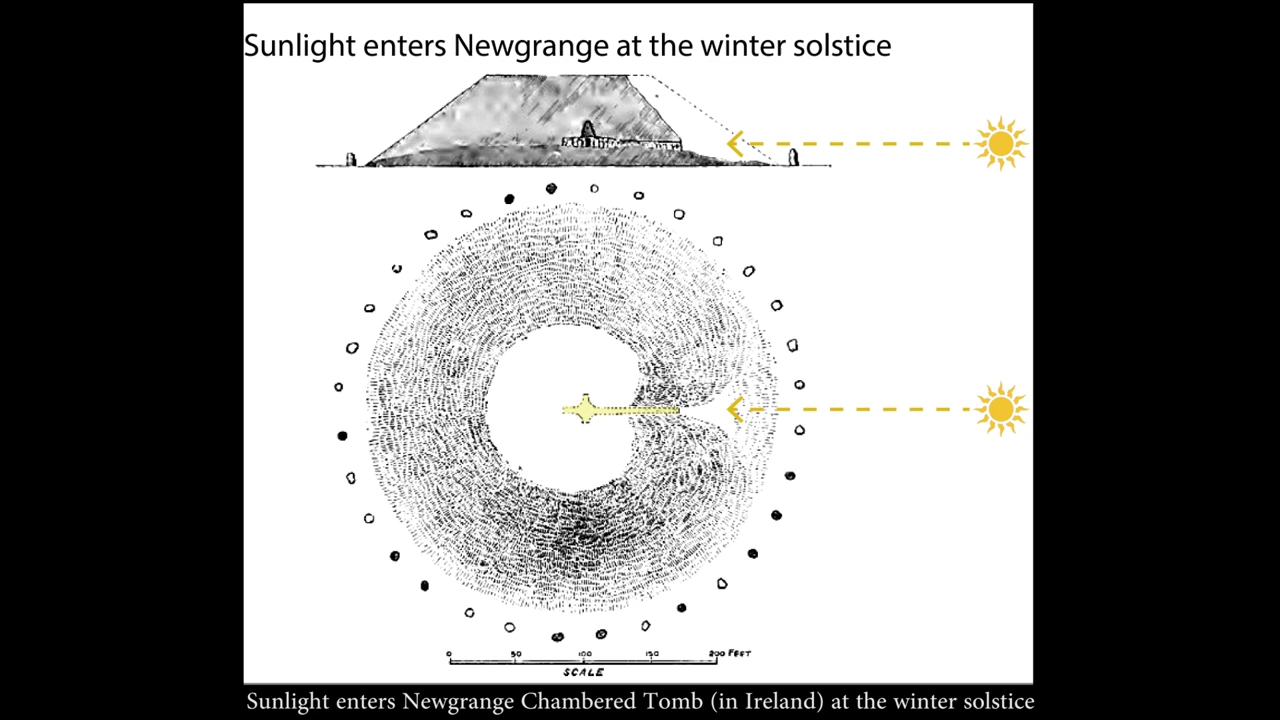 Sunlight enters Newgrange at the winter solstice
0 50 100 150 200 FEET
SCALE
Sunlight enters Newgrange Chambered Tomb (in Ireland) at the winter solstice